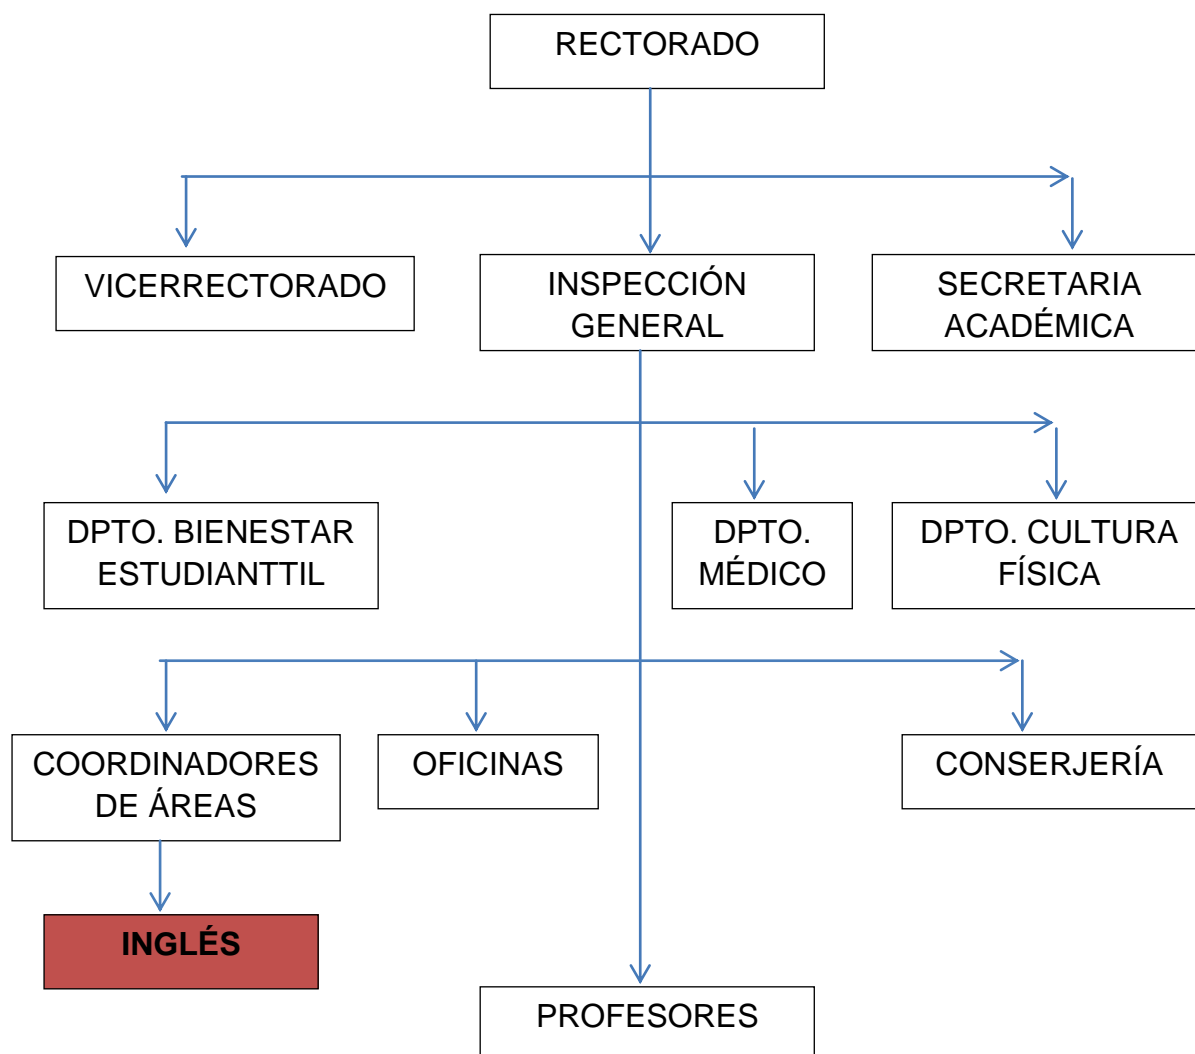 RECTORADO
VICERRECTORADO
INSPECCIÓN
GENERAL
SECRETARIA
ACADÉMICA
DPTO. BIENESTAR
ESTUDIANTTIL
DPTO.
MÉDICO
DPTO. CULTURA
FÍSICA
COORDINADORES
DE ÁREAS
OFICINAS
CONSERJERÍA
INGLÉS
PROFESORES